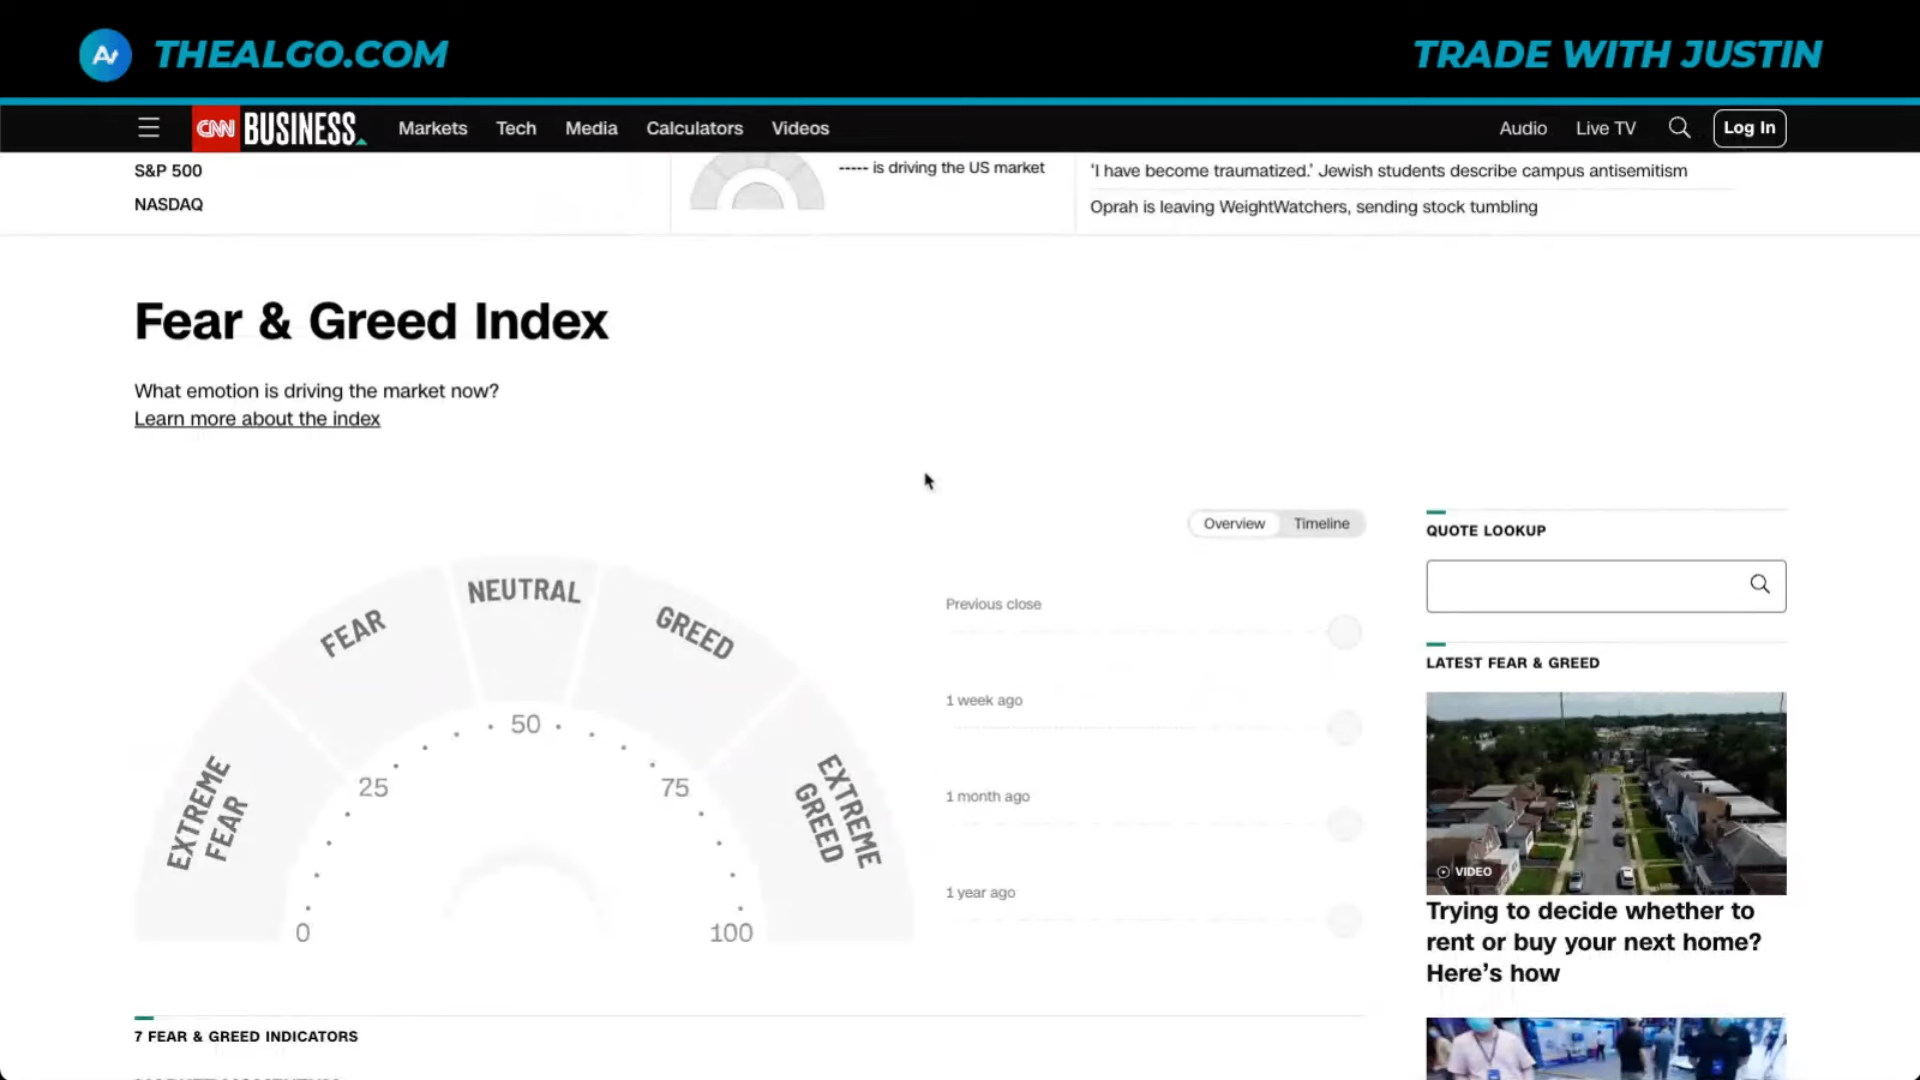 THEALGO.COM
TRADE WITH JUSTIN
CNN BUSINESS
Markets
Tech
Media
Calculators
Videos
Audio
Live TV
Log In
S&P 500
NASDAQ
----- is driving the US market
‘I have become traumatized.’ Jewish students describe campus antisemitism
Oprah is leaving WeightWatchers, sending stock tumbling
Fear & Greed Index
What emotion is driving the market now?
Learn more about the index
Overview
Timeline
EXTREME
FEAR
FEAR
NEUTRAL
GREED
EXTREME
GREED
0
25
50
75
100
Previous close
1 week ago
1 month ago
1 year ago
QUOTE LOOKUP
LATEST FEAR & GREED
VIDEO
Trying to decide whether to
rent or buy your next home?
Here’s how
7 FEAR & GREED INDICATORS